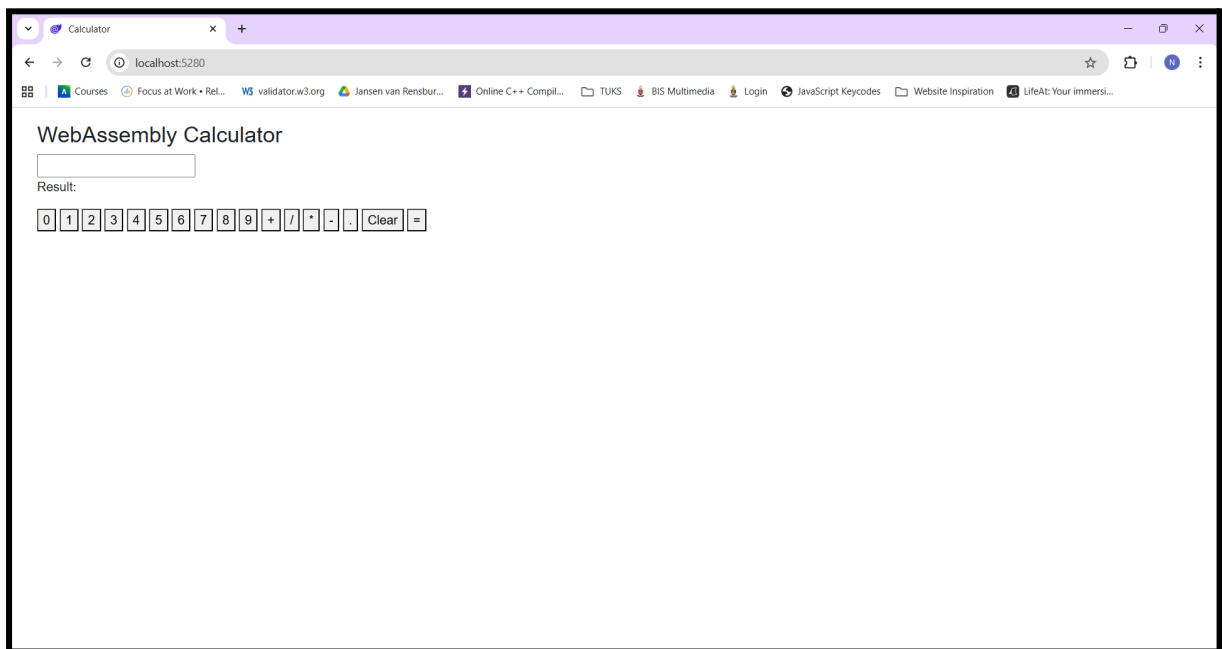 Calculator
localhost:5280
N
Courses Focus at Work • Rel... W3 validator.w3.org Jansen van Rensbur... Online C++ Compil... TUKS BIS Multimedia Login JavaScript Keycodes Website Inspiration LifeAt: Your immersi...
WebAssembly Calculator
Result:
0 1 2 3 4 5 6 7 8 9 + / * - . Clear =